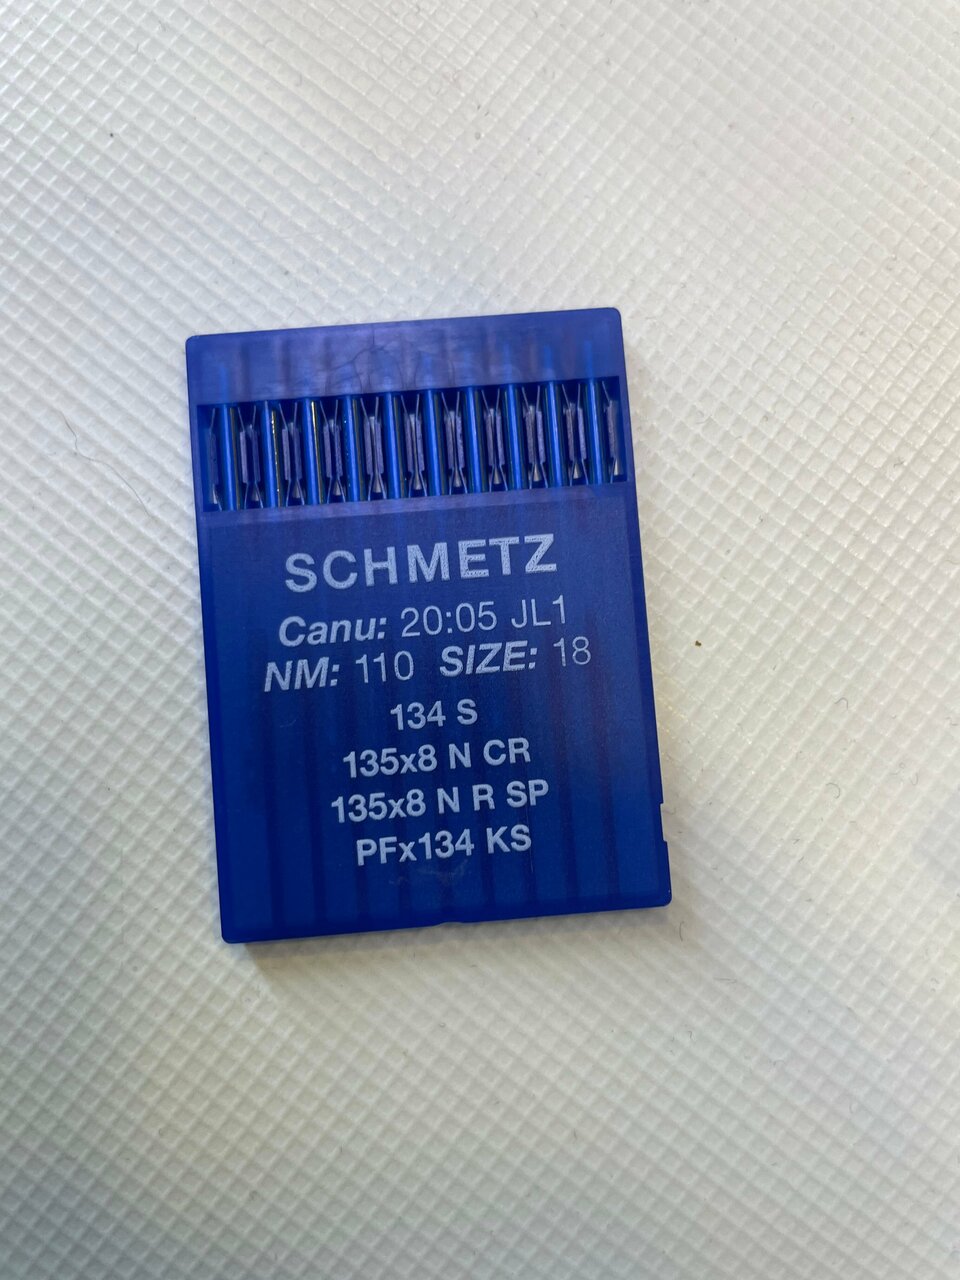 SCHMETZ
Canu: 20:05 JL1
NM: 110 SIZE: 18
134 S
135x8 N CR
135x8 N R SP
PFx134 KS